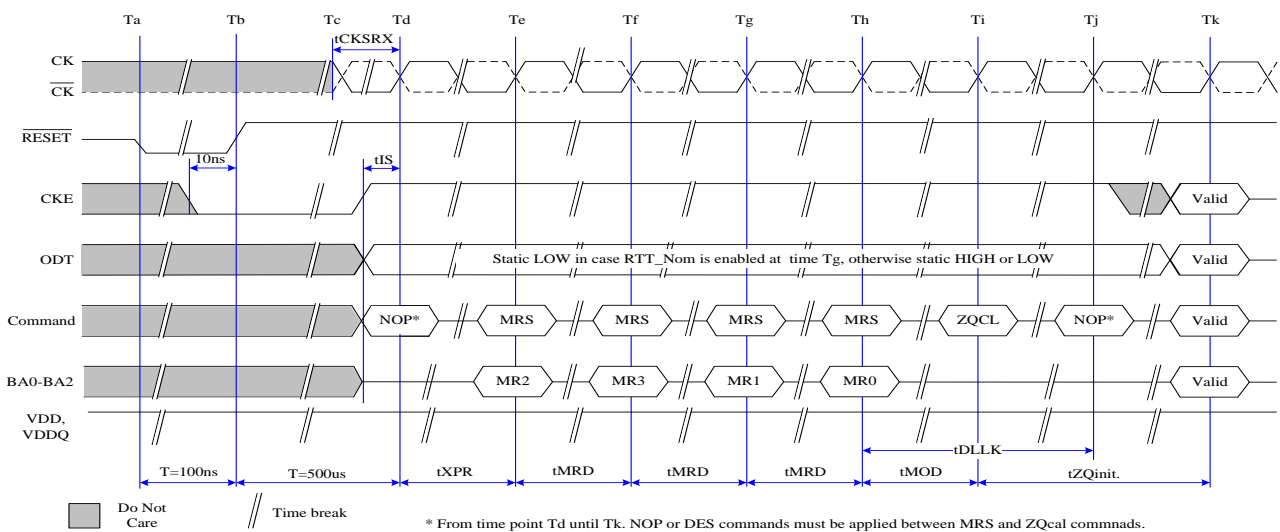 Ta Tb Tc Td Te Tf Tg Th Ti Tj Tk
tCKSRX
CK
CK
RESET
10ns
tIS
CKE
Valid
ODT
Static LOW in case RTT_Nom is enabled at time Tg, otherwise static HIGH or LOW
Valid
Command
NOP*
MRS
MRS
MRS
MRS
ZQCL
NOP*
Valid
BA0-BA2
MR2
MR3
MR1
MR0
Valid
VDD,
VDDQ
tDLLK
T=100ns
T=500us
tXPR
tMRD
tMRD
tMRD
tMOD
tZQinit.
Do Not
Care
Time break
* From time point Td until Tk. NOP or DES commands must be applied between MRS and ZQcal commnads.